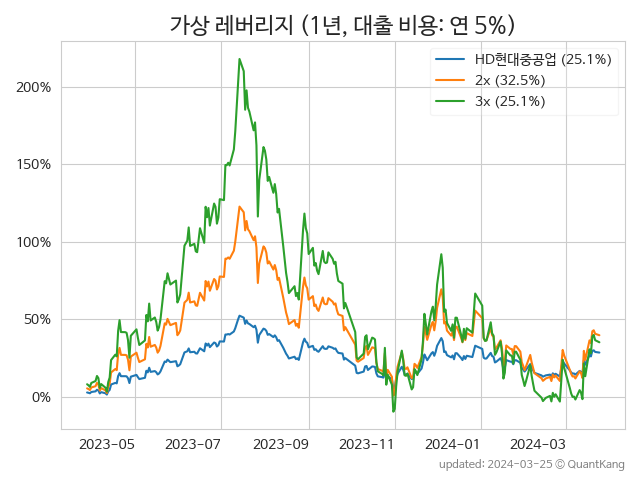 가상 레버리지 (1년, 대출 비용: 연 5%)
HD현대중공업 (25.1%)
2x (32.5%)
3x (25.1%)
200%
150%
100%
50%
0%
2023-05
2023-07
2023-09
2023-11
2024-01
2024-03
updated: 2024-03-25 © QuantKang